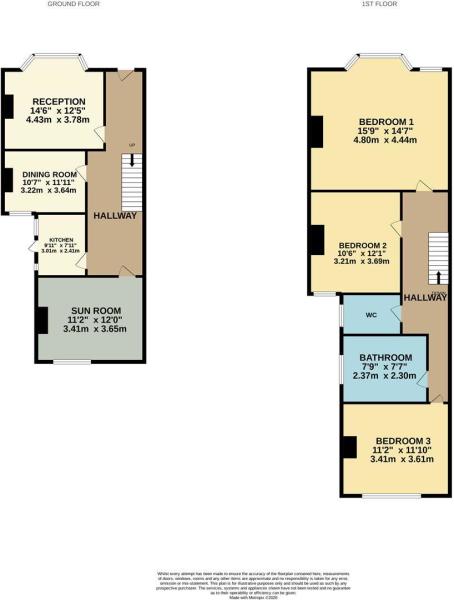 GROUND FLOOR
RECEPTION
14'6" x 12'5"
4.43m x 3.78m
UP
DINING ROOM
10'7" x 11'11"
3.22m x 3.64m
HALLWAY
KITCHEN
9'11" x 7'11"
3.01m x 2.41m
SUN ROOM
11'2" x 12'0"
3.41m x 3.65m
1ST FLOOR
BEDROOM 1
15'9" x 14'7"
4.80m x 4.44m
BEDROOM 2
10'6" x 12'1"
3.21m x 3.69m
DOWN
HALLWAY
WC
BATHROOM
7'9" x 7'7"
2.37m x 2.30m
BEDROOM 3
11'2" x 11'10"
3.41m x 3.61m
Whilst every attempt has been made to ensure the accuracy of the floorplan contained here, measurements
of doors, windows, rooms and any other items are approximate and no responsibility is taken for any error,
omission or mis-statement. This plan is for illustrative purposes only and should be used as such by any
prospective purchaser. The services, systems and appliances shown have not been tested and no guarantee
as to their operability or efficiency can be given.
Made with Metropix ©2020